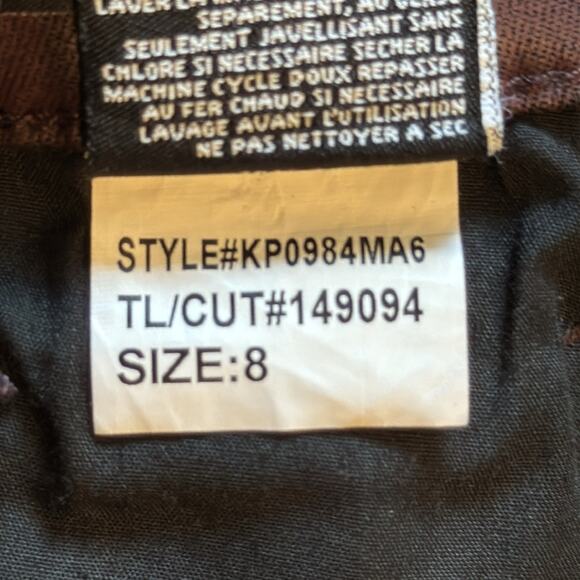 LAVER
SEPAREMENT, AU
SEULEMENT JAVELLISANT SANS
CHLORE SI NECESSAIRE SECHER LA
MACHINE CYCLE DOUX REPASSER
AU FER CHAUD SI NECESSAIRE
LAVAGE AVANT L'UTILISATION
NE PAS NETTOYER A SEC
STYLE#KP0984MA6
TL/CUT#149094
SIZE:8